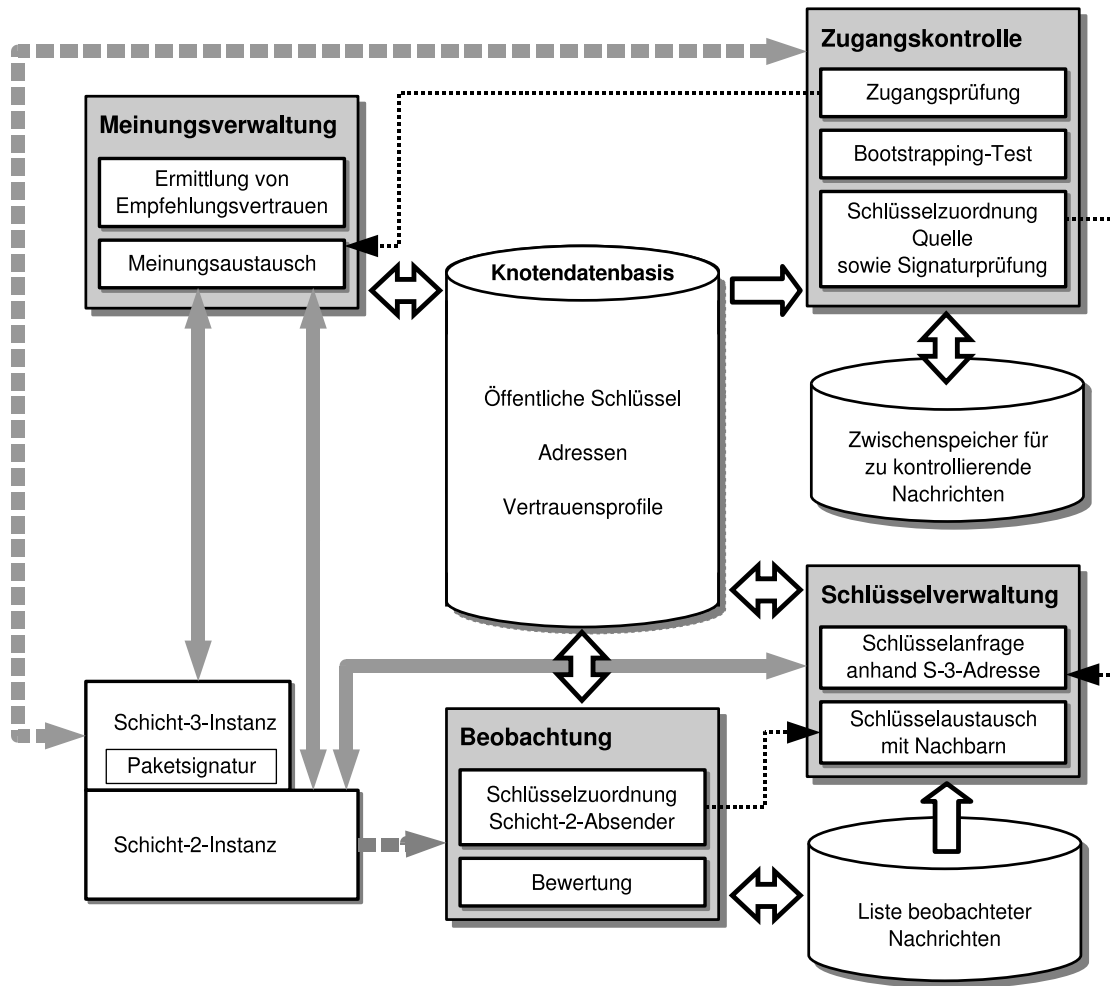 Zugangskontrolle
Zugangsprüfung
Bootstrapping-Test
Schlüsselzuordnung
Quelle
sowie Signaturprüfung
Meinungsverwaltung
Ermittlung von
Empfehlungsvertrauen
Meinungsaustausch
Knotendatenbasis
Öffentliche Schlüssel
Adressen
Vertrauensprofile
Zwischenspeicher für
zu kontrollierende
Nachrichten
Schlüsselverwaltung
Schlüsselanfrage
anhand S-3-Adresse
Schlüsselaustausch
mit Nachbarn
Schicht-3-Instanz
Paketsignatur
Schicht-2-Instanz
Beobachtung
Schlüsselzuordnung
Schicht-2-Absender
Bewertung
Liste beobachteter
Nachrichten